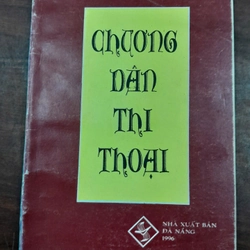 CHƯƠNG
DÂN
THI
THOẠI
NHÀ XUẤT BẢN
ĐÀ NẴNG
1996